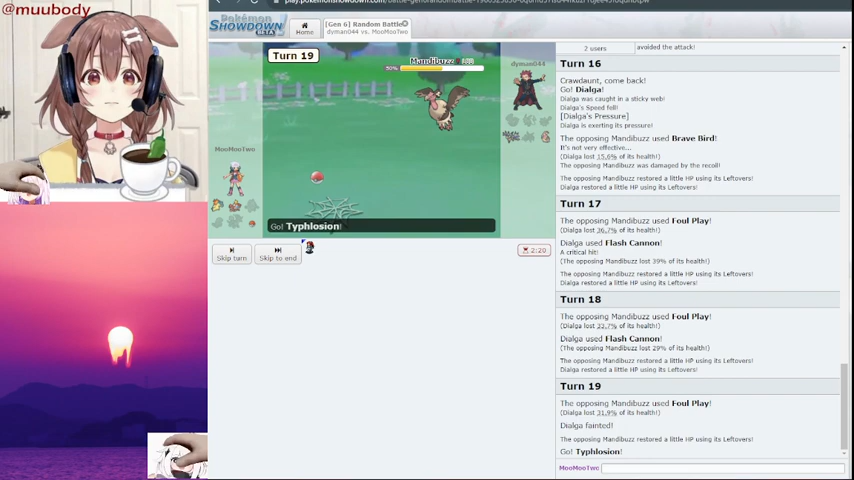 @muubody
play.pokemonshowdown.com/battle-gen6randombattle-
Pokémon
SHOWDOWN
BETA
Home
[Gen 6] Random Battle
dyman044 vs. MooMooTwo
2 users
avoided the attack!
Turn 19
Mandibuzz
50%
dyman044
MooMooTwo
Go! Typhlosion!
Skip turn
Skip to end
2:20
Turn 16
Crawdaunt, come back!
Go! Dialga!
Dialga was caught in a sticky web!
Dialga's Speed fell!
[Dialga's Pressure]
Dialga is exerting its pressure!
The opposing Mandibuzz used Brave Bird!
It's not very effective...
(Dialga lost 15.6% of its health!)
The opposing Mandibuzz was damaged by the recoil!
The opposing Mandibuzz restored a little HP using its Leftovers!
Dialga restored a little HP using its Leftovers!
Turn 17
The opposing Mandibuzz used Foul Play!
(Dialga lost 36.7% of its health!)
Dialga used Flash Cannon!
A critical hit!
(The opposing Mandibuzz lost 39% of its health!)
The opposing Mandibuzz restored a little HP using its Leftovers!
Dialga restored a little HP using its Leftovers!
Turn 18
The opposing Mandibuzz used Foul Play!
(Dialga lost 22.7% of its health!)
Dialga used Flash Cannon!
(The opposing Mandibuzz lost 29% of its health!)
The opposing Mandibuzz restored a little HP using its Leftovers!
Dialga restored a little HP using its Leftovers!
Turn 19
The opposing Mandibuzz used Foul Play!
(Dialga lost 31.9% of its health!)
Dialga fainted!
The opposing Mandibuzz restored a little HP using its Leftovers!
Go! Typhlosion!
MooMooTwo